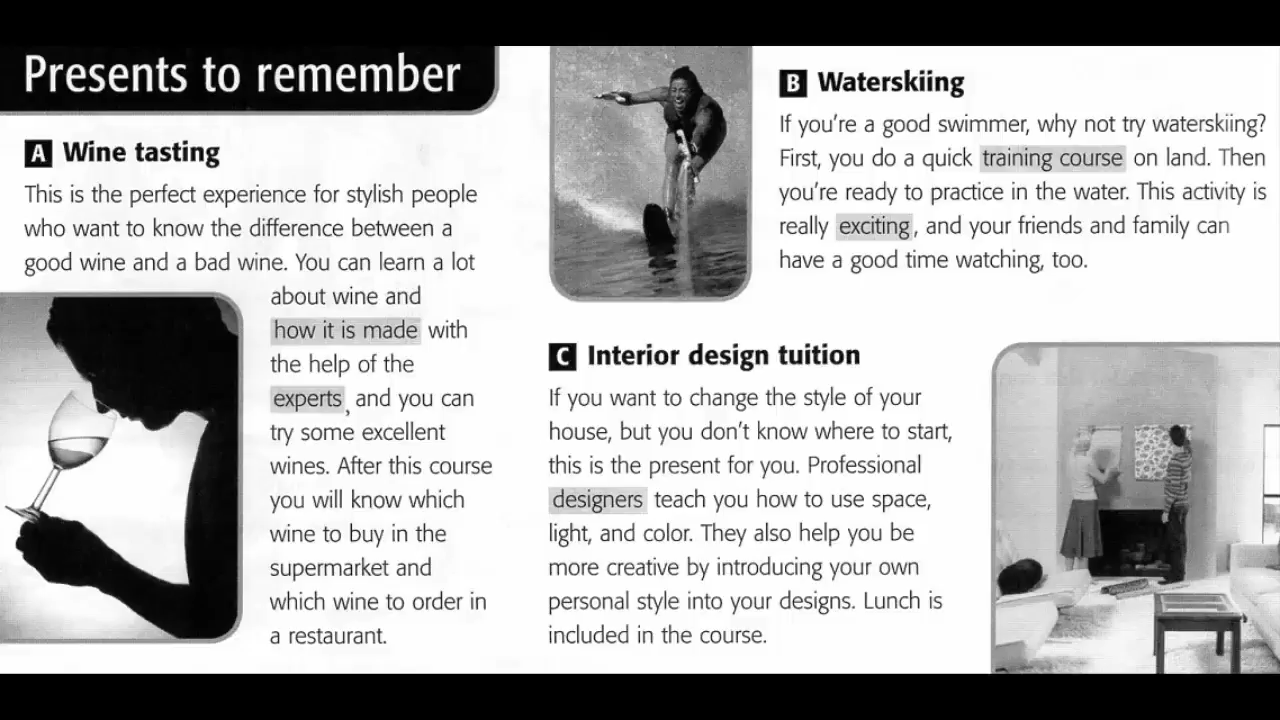 Presents to remember
A Wine tasting
This is the perfect experience for stylish people
who want to know the difference between a
good wine and a bad wine. You can learn a lot
about wine and
how it is made with
the help of the
experts, and you can
try some excellent
wines. After this course
you will know which
wine to buy in the
supermarket and
which wine to order in
a restaurant.
B Waterskiing
If you're a good swimmer, why not try waterskiing?
First, you do a quick training course on land. Then
you're ready to practice in the water. This activity is
really exciting, and your friends and family can
have a good time watching, too.
C Interior design tuition
If you want to change the style of your
house, but you don't know where to start,
this is the present for you. Professional
designers teach you how to use space,
light, and color. They also help you be
more creative by introducing your own
personal style into your designs. Lunch is
included in the course.